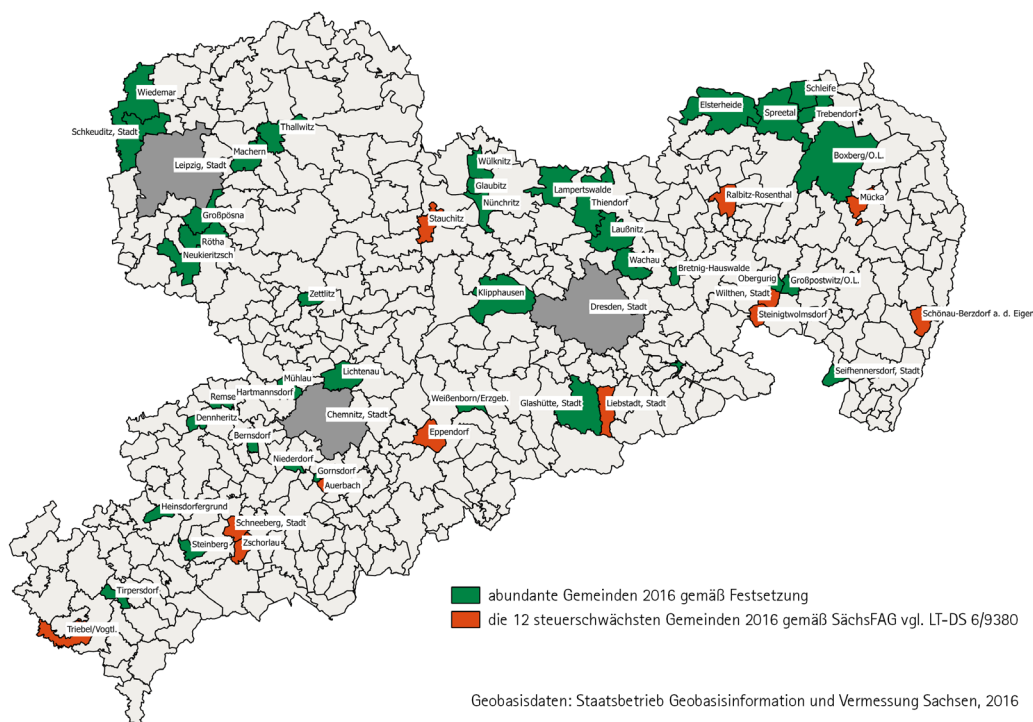 Wiedemar
Schkeuditz, Stadt
Thallwitz
Machern
Leipzig, Stadt
Großpösna
Rötha
Neukieritzsch
Wülknitz
Glaubitz
Nünchritz
Stauchitz
Lampertswalde
Thiendorf
Laußnitz
Wachau
Elsterheide
Spreetal
Schleife
Trebendorf
Boxberg/O.L.
Ralbitz-Rosenthal
Mücka
Bretnig-Hauswalde
Obergurig
Großpostwitz/O.L.
Wilthen, Stadt
Steinigtwolmsdorf
Schönau-Berzdorf a. d. Eigen
Seifhennersdorf, Stadt
Klipphausen
Dresden, Stadt
Zettlitz
Lichtenau
Mühlau
Hartmannsdorf
Remse
Dennheritz
Bernsdorf
Chemnitz, Stadt
Weißenborn/Erzgeb.
Glashütte, Stadt
Liebstadt, Stadt
Eppendorf
Niederdorf
Gornsdorf
Auerbach
Heinsdorfergrund
Schneeberg, Stadt
Steinberg
Zschorlau
Tirpersdorf
Triebel/Vogtl.
abundante Gemeinden 2016 gemäß Festsetzung
die 12 steuerschwächsten Gemeinden 2016 gemäß SächsFAG vgl. LT-DS 6/9380
Geobasisdaten: Staatsbetrieb Geobasisinformation und Vermessung Sachsen, 2016